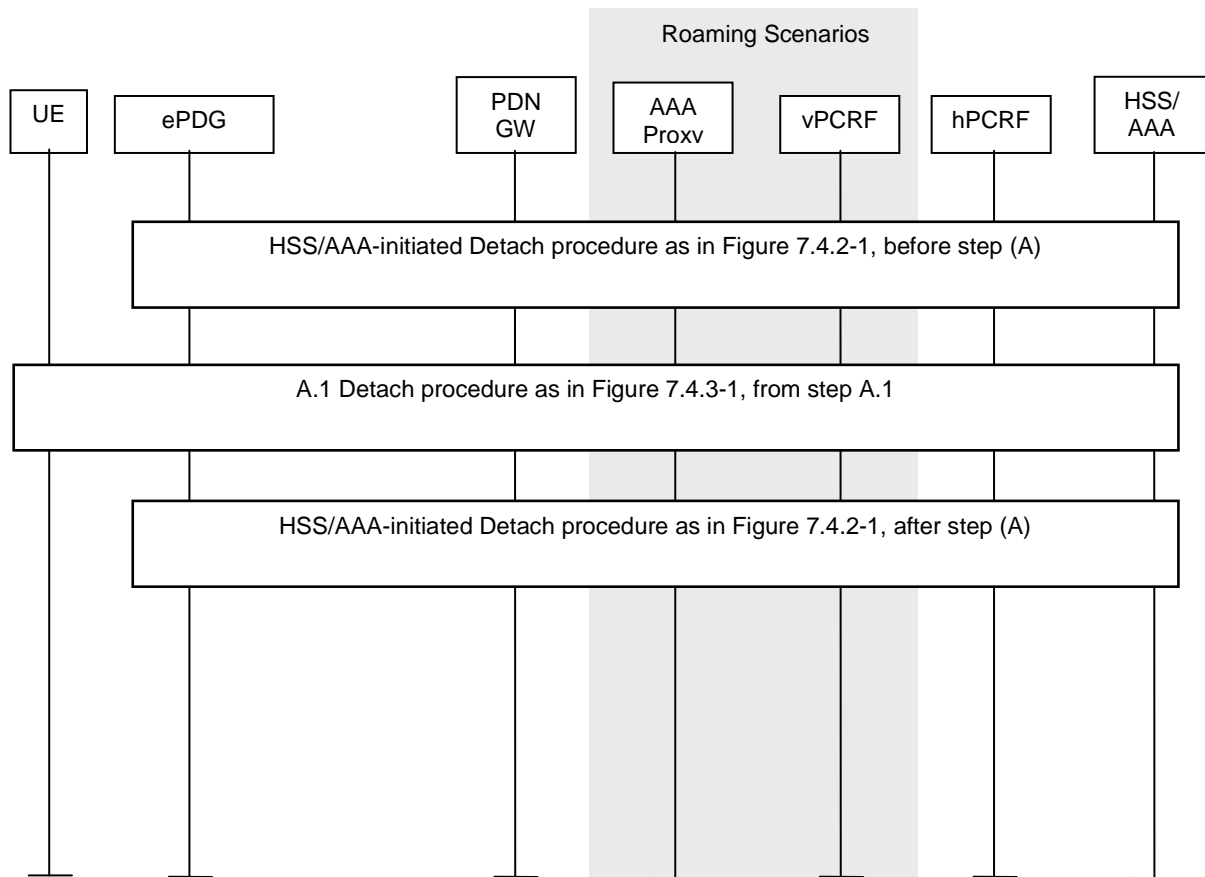 Roaming Scenarios
UE
ePDG
PDN
GW
AAA
Proxv
vPCRF
hPCRF
HSS/
AAA
HSS/AAA-initiated Detach procedure as in Figure 7.4.2-1, before step (A)
A.1 Detach procedure as in Figure 7.4.3-1, from step A.1
HSS/AAA-initiated Detach procedure as in Figure 7.4.2-1, after step (A)